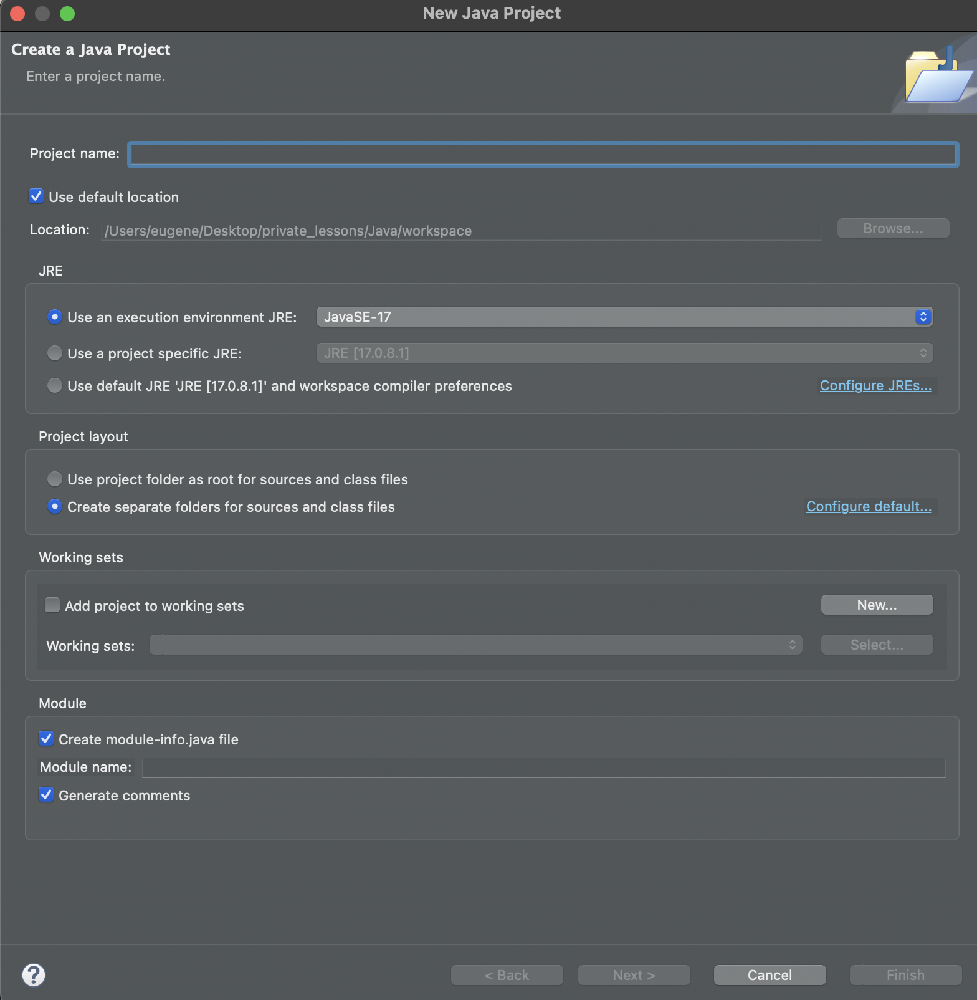 New Java Project
Create a Java Project
Enter a project name.
Project name:
Use default location
Location: /Users/eugene/Desktop/private_lessons/Java/workspace Browse...
JRE
Use an execution environment JRE: JavaSE-17
Use a project specific JRE: JRE [17.0.8.1]
Use default JRE 'JRE [17.0.8.1]' and workspace compiler preferences Configure JREs...
Project layout
Use project folder as root for sources and class files
Create separate folders for sources and class files Configure default...
Working sets
Add project to working sets New...
Working sets: Select...
Module
Create module-info.java file
Module name:
Generate comments
? < Back Next > Cancel Finish